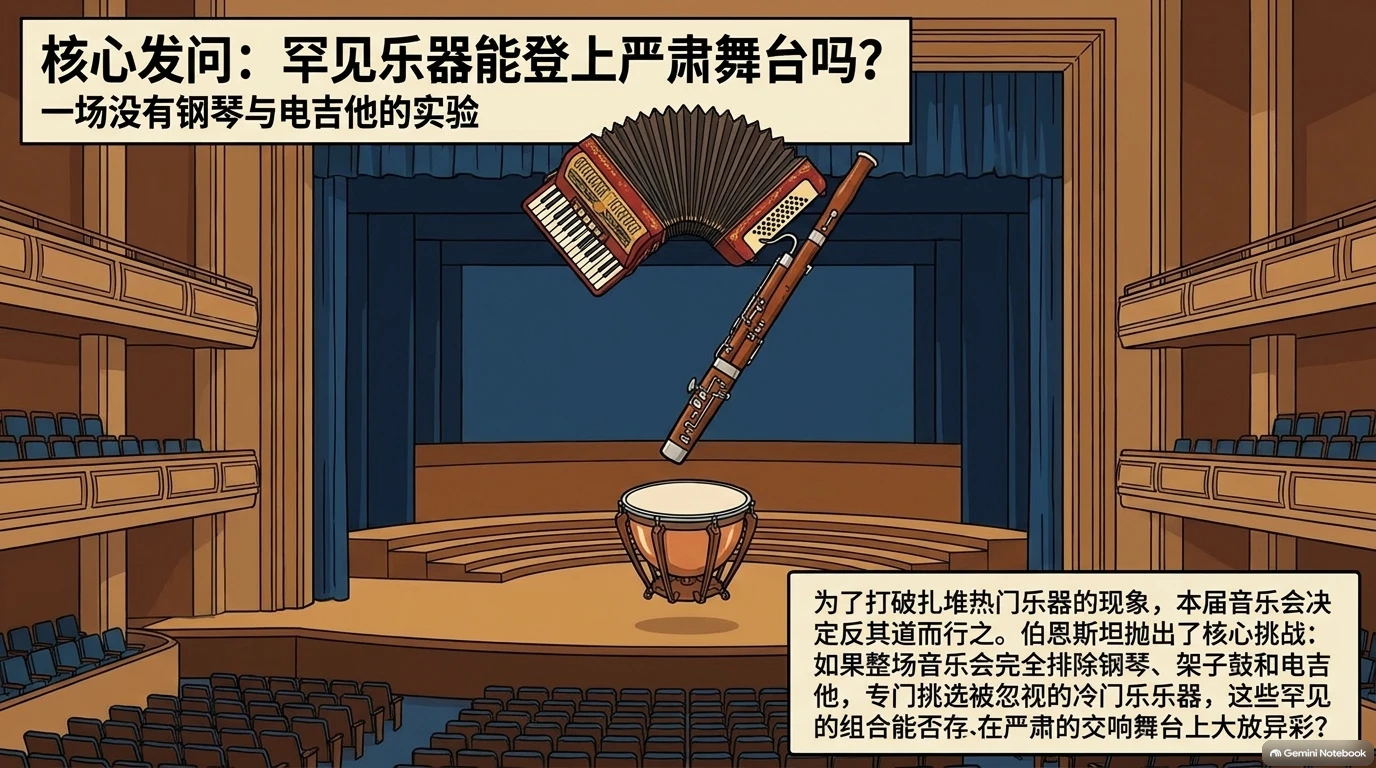 核心发问：罕见乐器能登上严肃舞台吗？
一场没有钢琴与电吉他的实验
为了打破扎堆热门乐器的现象，本届音乐会决
定反其道而行之。伯恩斯坦抛出了核心挑战：
如果整场音乐会完全排除钢琴、架子鼓和电吉
他，专门挑选被忽视的冷门乐乐器，这些罕见
的组合能否存、在严肃的交响舞台上大放异彩？
Gemini Notebook